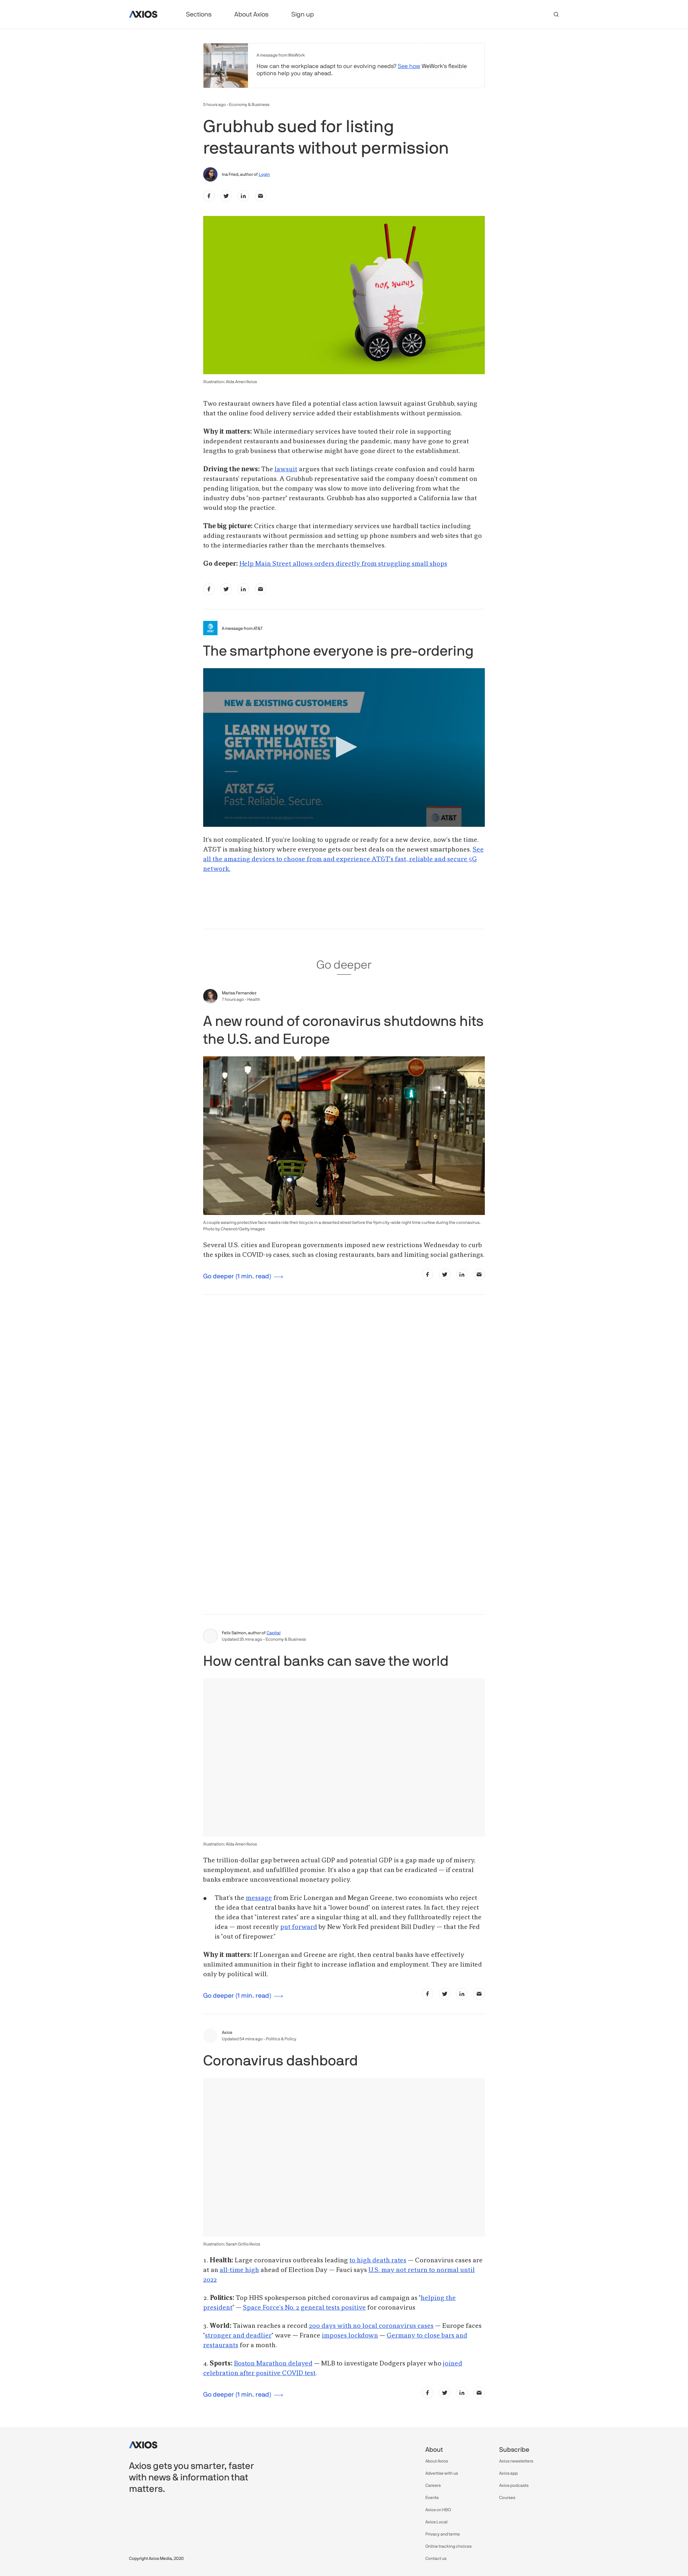 AXIOS
Sections
About Axios
Sign up
A message from WeWork
How can the workplace adapt to our evolving needs? See how WeWork's flexible
options help you stay ahead.
3 hours ago - Economy & Business
Grubhub sued for listing
restaurants without permission
Ina Fried, author of Login
Illustration: Aïda Amer/Axios
Two restaurant owners have filed a potential class action lawsuit against Grubhub, saying
that the online food delivery service added their establishments without permission.
Why it matters: While intermediary services have touted their role in supporting
independent restaurants and businesses during the pandemic, many have gone to great
lengths to grab business that otherwise might have gone direct to the establishment.
Driving the news: The lawsuit argues that such listings create confusion and could harm
restaurants' reputations. A Grubhub representative said the company doesn't comment on
pending litigation, but the company was slow to move into delivering from what the
industry dubs "non-partner" restaurants. Grubhub has also supported a California law that
would stop the practice.
The big picture: Critics charge that intermediary services use hardball tactics including
adding restaurants without permission and setting up phone numbers and web sites that go
to the intermediaries rather than the merchants themselves.
Go deeper: Help Main Street allows orders directly from struggling small shops
A message from AT&T
The smartphone everyone is pre-ordering
NEW & EXISTING CUSTOMERS
LEARN HOW TO
GET THE LATEST
SMARTPHONES
AT&T 5G
Fast. Reliable. Secure.
AT&T
It's not complicated. If you're looking to upgrade or ready for a new device, now's the time.
AT&T is making history where everyone gets our best deals on the newest smartphones. See
all the amazing devices to choose from and experience AT&T's fast, reliable and secure 5G
network.
Go deeper
Marisa Fernandez
7 hours ago - Health
A new round of coronavirus shutdowns hits
the U.S. and Europe
A couple wearing protective face masks ride their bicycle in a deserted street before the 9 pm city-wide night time curfew during the coronavirus.
Photo by Chesnot/Getty Images
Several U.S. cities and European governments imposed new restrictions Wednesday to curb
the spikes in COVID-19 cases, such as closing restaurants, bars and limiting social gatherings.
Go deeper (1 min. read)
Felix Salmon, author of Capital
Updated 35 mins ago - Economy & Business
How central banks can save the world
Illustration: Aïda Amer/Axios
The trillion-dollar gap between actual GDP and potential GDP is a gap made up of misery,
unemployment, and unfulfilled promise. It's also a gap that can be eradicated — if central
banks embrace unconventional monetary policy.
That's the message from Eric Lonergan and Megan Greene, two economists who reject
the idea that central banks have hit a "lower bound" on interest rates. In fact, they reject
the idea that "interest rates" are a singular thing at all, and they fullthroatedly reject the
idea — most recently put forward by New York Fed president Bill Dudley — that the Fed
is "out of firepower."
Why it matters: If Lonergan and Greene are right, then central banks have effectively
unlimited ammunition in their fight to increase inflation and employment. They are limited
only by political will.
Go deeper (1 min. read)
Axios
Updated 54 mins ago - Politics & Policy
Coronavirus dashboard
Illustration: Sarah Grillo/Axios
1. Health: Large coronavirus outbreaks leading to high death rates — Coronavirus cases are
at an all-time high ahead of Election Day — Fauci says U.S. may not return to normal until
2022
2. Politics: Top HHS spokesperson pitched coronavirus ad campaign as "helping the
president" — Space Force's No. 2 general tests positive for coronavirus
3. World: Taiwan reaches a record 200 days with no local coronavirus cases — Europe faces
"stronger and deadlier" wave — France imposes lockdown — Germany to close bars and
restaurants for a month.
4. Sports: Boston Marathon delayed — MLB to investigate Dodgers player who joined
celebration after positive COVID test.
Go deeper (1 min. read)
AXIOS
Axios gets you smarter, faster
with news & information that
matters.
Copyright Axios Media, 2020
About
About Axios
Advertise with us
Careers
Events
Axios on HBO
Axios Local
Privacy and terms
Online tracking choices
Contact us
Subscribe
Axios newsletters
Axios app
Axios podcasts
Courses